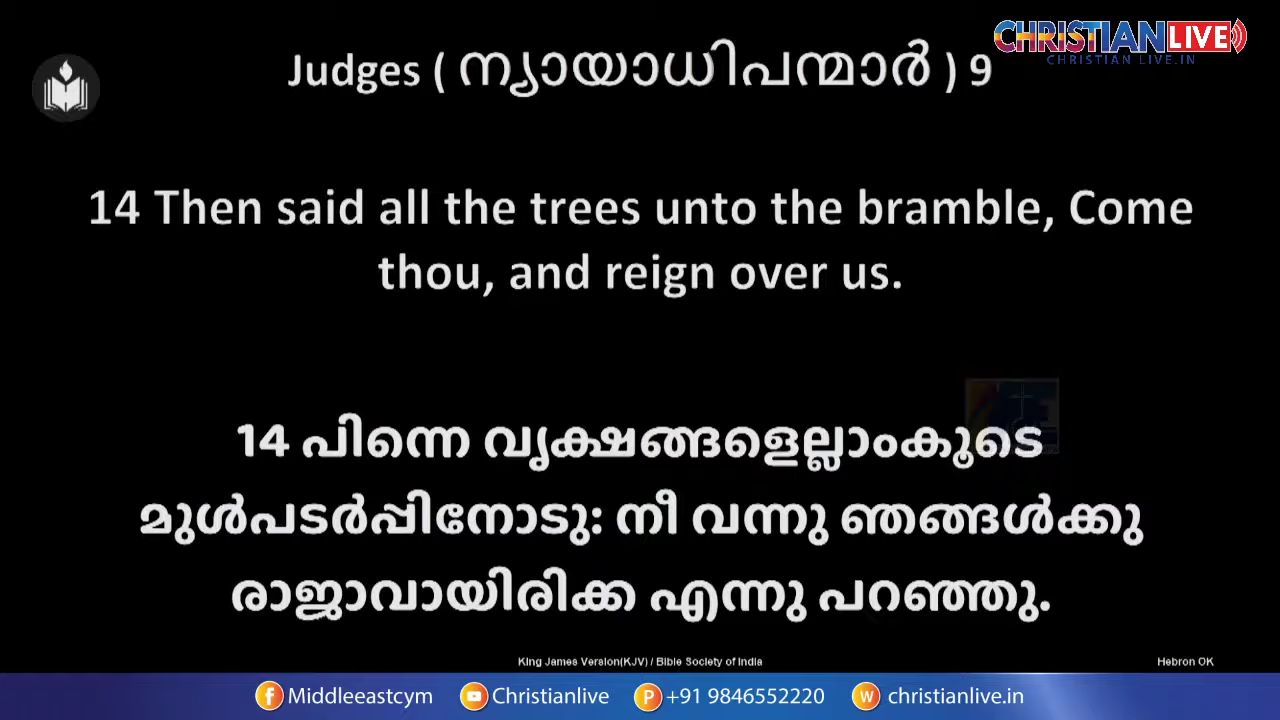 CHRISTIAN LIVE
CHRISTIAN LIVE.IN
Judges ( ന്യായാധിപന്മാർ ) 9
14 Then said all the trees unto the bramble, Come
thou, and reign over us.
14 പിന്നെ വൃക്ഷങ്ങളെല്ലാംകൂടെ
മുൾപടർപ്പിനോടു: നീ വന്നു ഞങ്ങൾക്കു
രാജാവായിരിക്ക എന്നു പറഞ്ഞു.
King James Version(KJV) / Bible Society of India
Hebron OK
Middleeastcym Christianlive +91 9846552220 christianlive.in